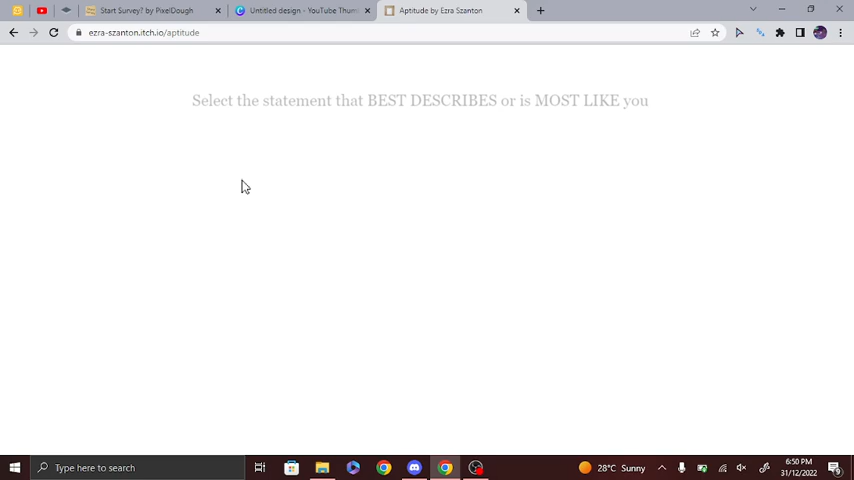 Start Survey? by PixelDough
Untitled design - YouTube Thum
Aptitude by Ezra Szanton
ezra-szanton.itch.io/aptitude
Select the statement that BEST DESCRIBES or is MOST LIKE you
Type here to search
28°C Sunny
6:50 PM
31/12/2022